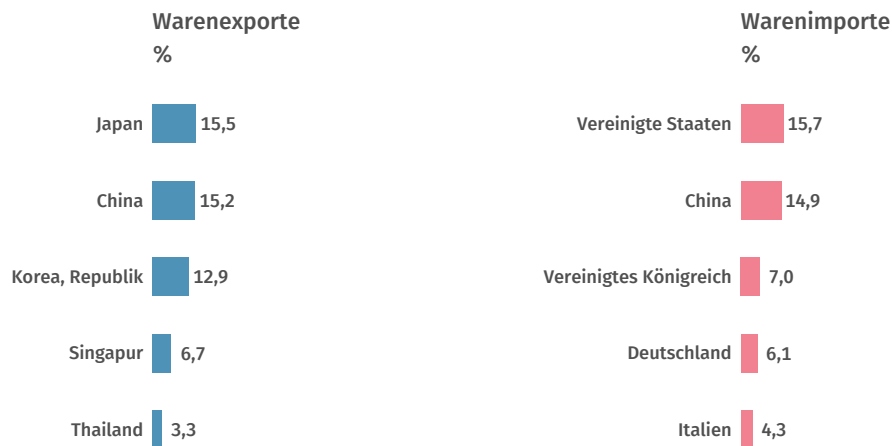 Warenexporte
%
Japan 15,5
China 15,2
Korea, Republik 12,9
Singapur 6,7
Thailand 3,3
Warenimporte
%
Vereinigte Staaten 15,7
China 14,9
Vereinigtes Königreich 7,0
Deutschland 6,1
Italien 4,3